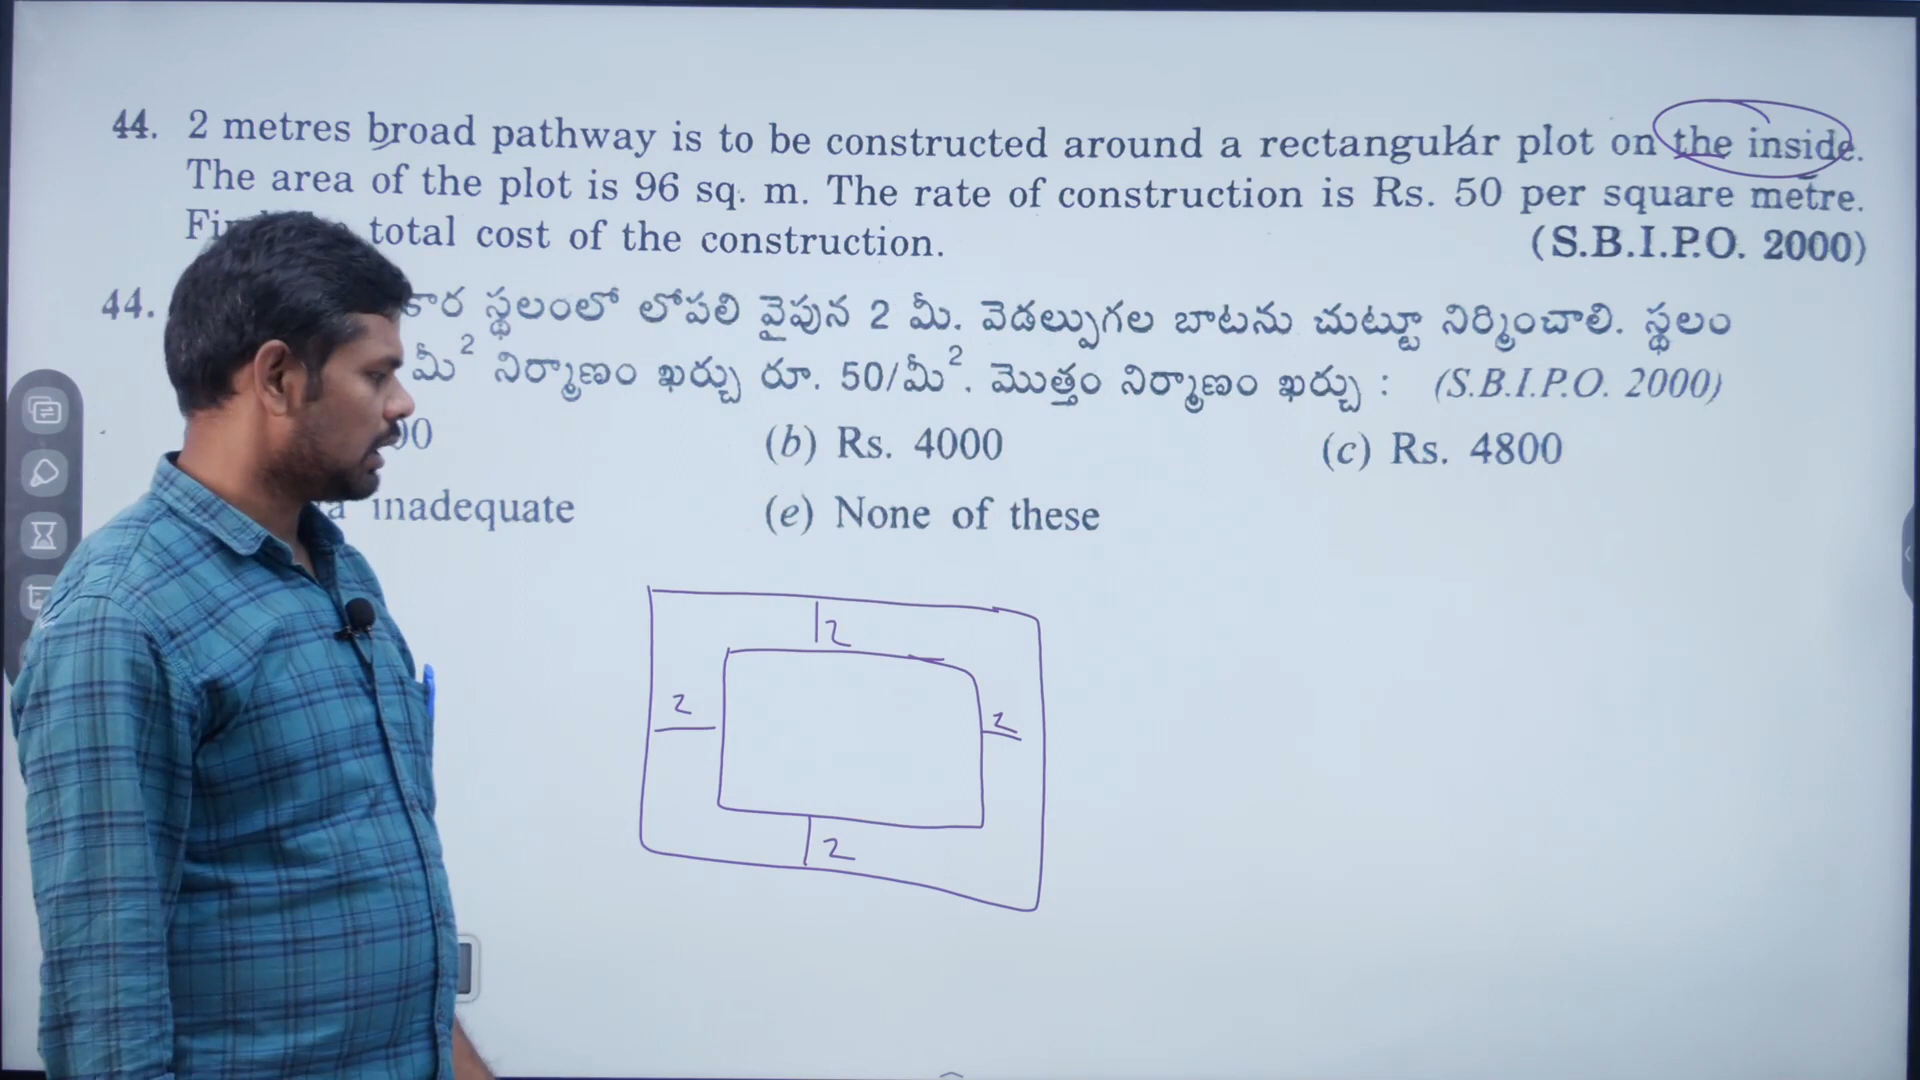 44. 2 metres broad pathway is to be constructed around a rectangular plot on the inside.
The area of the plot is 96 sq. m. The rate of construction is Rs. 50 per square metre.
total cost of the construction. (S.B.I.P.O. 2000)
44. స్థలంలో లోపలి వైపున 2 మీ. వెడల్పుగల బాటను చుట్టూ నిర్మించాలి. స్థలం
మీ² నిర్మాణం ఖర్చు రూ. 50/మీ². మొత్తం నిర్మాణం ఖర్చు : (S.B.I.P.O. 2000)
(b) Rs. 4000 (c) Rs. 4800
inadequate (e) None of these
2
2 2
2